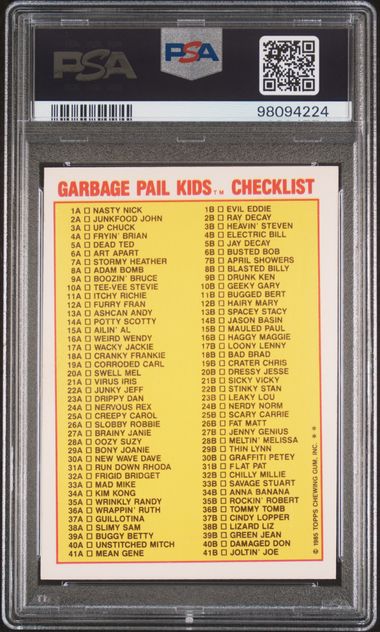 PSA
PSA
98094224
GARBAGE PAIL KIDS™ CHECKLIST
1A □ NASTY NICK
2A □ JUNKFOOD JOHN
3A □ UP CHUCK
4A □ FRYIN' BRIAN
5A □ DEAD TED
6A □ ART APART
7A □ STORMY HEATHER
8A □ ADAM BOMB
9A □ BOOZIN' BRUCE
10A □ TEE-VEE STEVIE
11A □ ITCHY RICHIE
12A □ FURRY FRAN
13A □ ASHCAN ANDY
14A □ POTTY SCOTTY
15A □ AILIN' AL
16A □ WEIRD WENDY
17A □ WACKY JACKIE
18A □ CRANKY FRANKIE
19A □ CORRODED CARL
20A □ SWELL MEL
21A □ VIRUS IRIS
22A □ JUNKY JEFF
23A □ DRIPPY DAN
24A □ NERVOUS REX
25A □ CREEPY CAROL
26A □ SLOBBY ROBBIE
27A □ BRAINY JANIE
28A □ OOZY SUZY
29A □ BONY JOANIE
30A □ NEW WAVE DAVE
31A □ RUN DOWN RHODA
32A □ FRIGID BRIDGET
33A □ MAD MIKE
34A □ KIM KONG
35A □ WRINKLY RANDY
36A □ WRAPPIN' RUTH
37A □ GUILLOTINA
38A □ SLIMY SAM
39A □ BUGGY BETTY
40A □ UNSTITCHED MITCH
41A □ MEAN GENE
1B □ EVIL EDDIE
2B □ RAY DECAY
3B □ HEAVIN' STEVEN
4B □ ELECTRIC BILL
5B □ JAY DECAY
6B □ BUSTED BOB
7B □ APRIL SHOWERS
8B □ BLASTED BILLY
9B □ DRUNK KEN
10B □ GEEKY GARY
11B □ BUGGED BERT
12B □ HAIRY MARY
13B □ SPACEY STACY
14B □ JASON BASIN
15B □ MAULED PAUL
16B □ HAGGY MAGGIE
17B □ LOONY LENNY
18B □ BAD BRAD
19B □ CRATER CHRIS
20B □ DRESSY JESSE
21B □ SICKY VICKY
22B □ STINKY STAN
23B □ LEAKY LOU
24B □ NERDY NORM
25B □ SCARY CARRIE
26B □ FAT MATT
27B □ JENNY GENIUS
28B □ MELTIN' MELISSA
29B □ THIN LYNN
30B □ GRAFFITI PETEY
31B □ FLAT PAT
32B □ CHILLY MILLIE
33B □ SAVAGE STUART
34B □ ANNA BANANA
35B □ ROCKIN' ROBERT
36B □ TOMMY TOMB
37B □ CINDY LOPPER
38B □ LIZARD LIZ
39B □ GREEN JEAN
40B □ DAMAGED DON
41B □ JOLTIN' JOE
© 1985 TOPPS CHEWING GUM, INC. * *